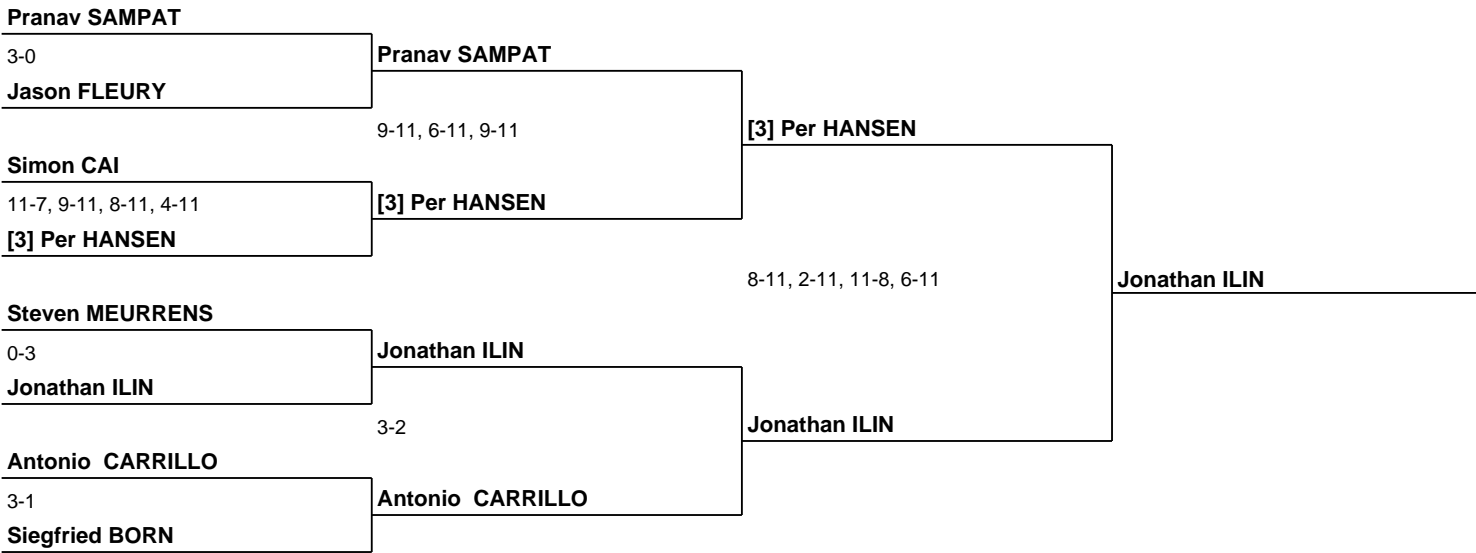 Pranav SAMPAT
3-0
Pranav SAMPAT
Jason FLEURY
9-11, 6-11, 9-11
[3] Per HANSEN
Simon CAI
11-7, 9-11, 8-11, 4-11
[3] Per HANSEN
[3] Per HANSEN
8-11, 2-11, 11-8, 6-11
Jonathan ILIN
Steven MEURRENS
0-3
Jonathan ILIN
Jonathan ILIN
3-2
Jonathan ILIN
Antonio  CARRILLO
3-1
Antonio  CARRILLO
Siegfried BORN